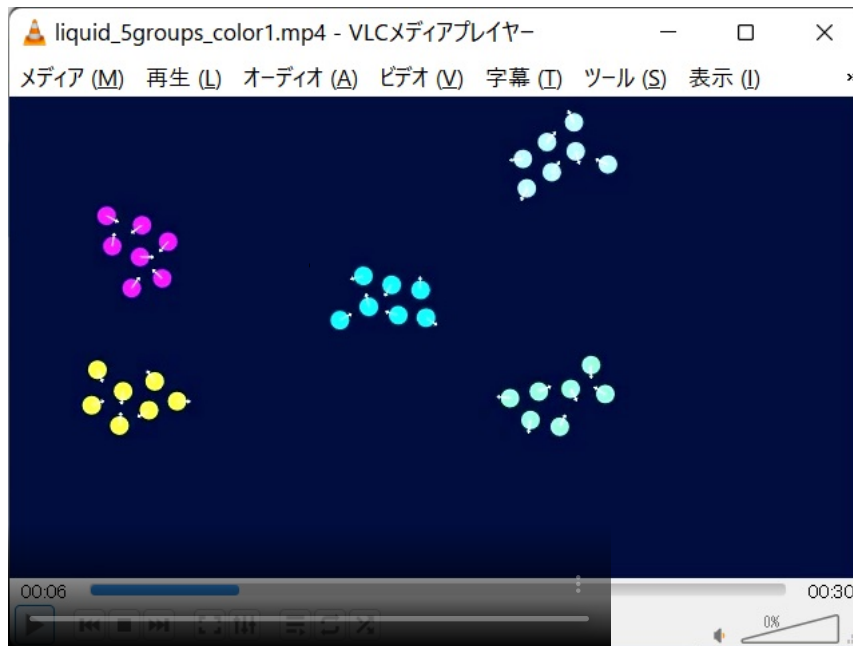 liquid_5groups_color1.mp4 - VLCメディアプレイヤー
メディア (M) 再生 (L) オーディオ (A) ビデオ (V) 字幕 (T) ツール (S) 表示 (I) »
00:06 00:30
0%